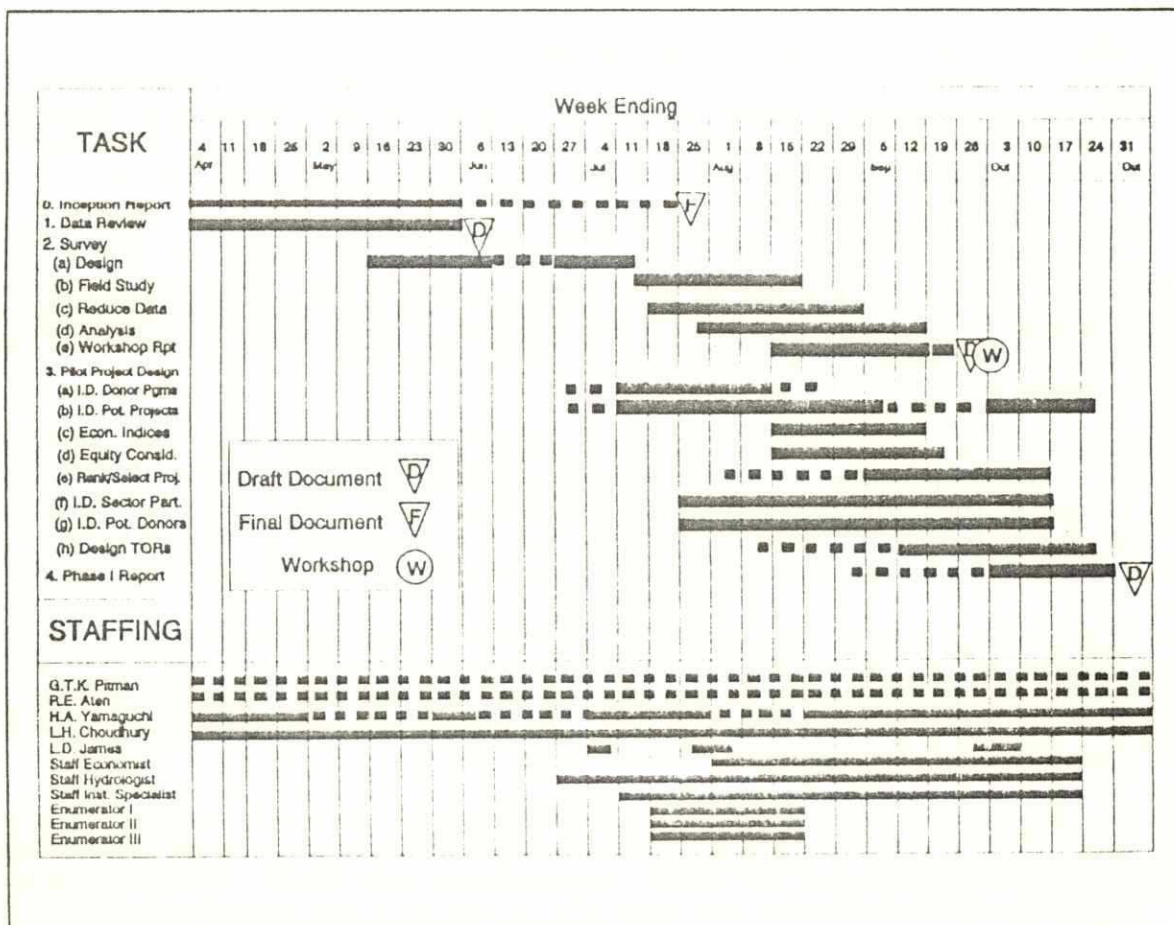 Week Ending
TASK
4 11 18 25 2 9 16 23 30 6 13 20 27 4 11 18 25 1 8 15 22 29 5 12 19 26 3 10 17 24 31
Apr May Jun Jul Aug Sep Oct Oct
0. Inception Report
F
1. Data Review
D
2. Survey
(a) Design
(b) Field Study
(c) Reduce Data
(d) Analysis
(e) Workshop Rpt
D W
3. Pilot Project Design
(a) I.D. Donor Pgms
(b) I.D. Pot. Projects
(c) Econ. Indices
(d) Equity Consid.
(e) Rank/Select Proj.
(f) I.D. Sector Part.
(g) I.D. Pot. Donors
(h) Design TORs
4. Phase I Report
D
Draft Document D
Final Document F
Workshop W
STAFFING
G.T.K. Pitman
R.E. Aten
H.A. Yamaguchi
L.H. Choudhury
L.D. James
Staff Economist
Staff Hydrologist
Staff Inst. Specialist
Enumerator I
Enumerator II
Enumerator III